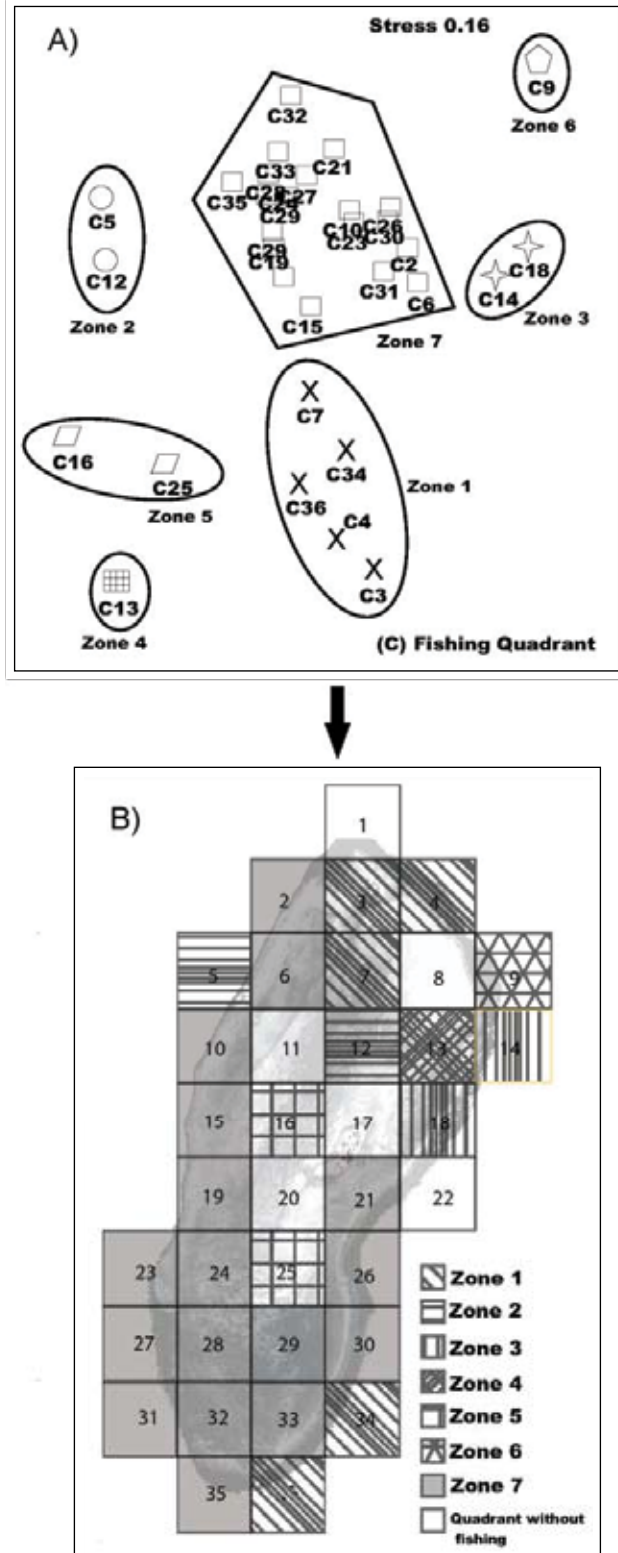 A)
Stress 0.16
C9
Zone 6
C32
C33
C21
C35
C28
C27
C24
C29
C5
C10
C26
C23
C30
C18
C12
C29
C2
C19
C14
C31
C6
Zone 2
C15
Zone 3
Zone 7
C7
C16
C34
C25
C36
Zone 1
Zone 5
C4
C3
C13
Zone 4
(C) Fishing Quadrant
B)
1
2 3 4
5 6 7 8 9
10 11 12 13 14
15 16 17 18
19 20 21 22
23 24 25 26
27 28 29 30
31 32 33 34
35
Zone 1
Zone 2
Zone 3
Zone 4
Zone 5
Zone 6
Zone 7
Quadrant without
fishing